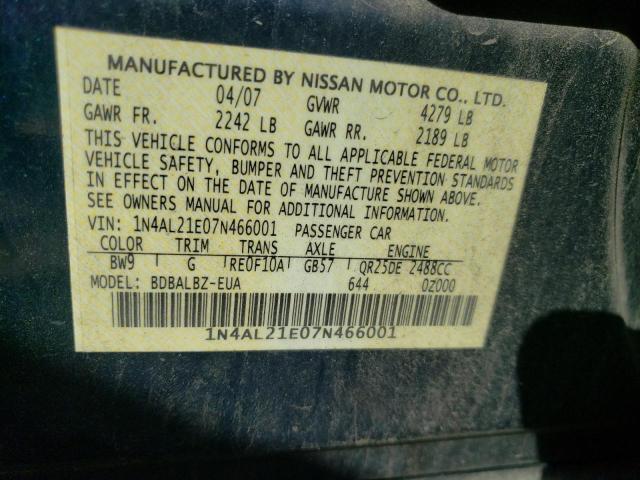 MANUFACTURED BY NISSAN MOTOR CO., LTD.
DATE 04/07 GVWR 4279 LB
GAWR FR. 2242 LB GAWR RR. 2189 LB
THIS VEHICLE CONFORMS TO ALL APPLICABLE FEDERAL MOTOR
VEHICLE SAFETY, BUMPER AND THEFT PREVENTION STANDARDS
IN EFFECT ON THE DATE OF MANUFACTURE SHOWN ABOVE.
SEE OWNERS MANUAL FOR ADDITIONAL INFORMATION.
VIN: 1N4AL21E07N466001 PASSENGER CAR
COLOR TRIM TRANS AXLE ENGINE
BW9 G RE0F10A GB57 QR25DE 2488CC
MODEL: BDBALBZ-EUA 644 0Z000
1N4AL21E07N466001